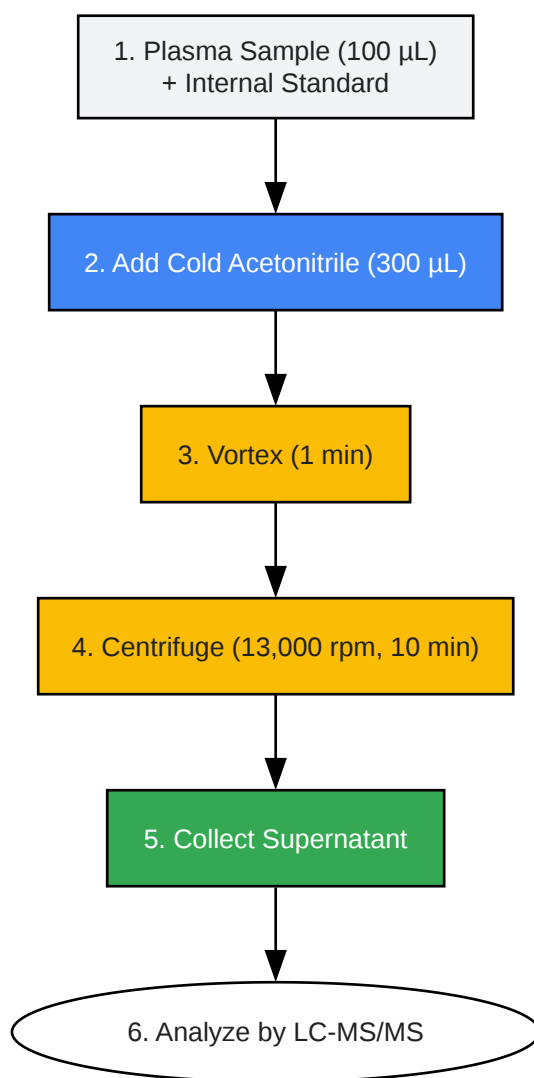 1. Plasma Sample (100 µL)
+ Internal Standard
2. Add Cold Acetonitrile (300 µL)
3. Vortex (1 min)
4. Centrifuge (13,000 rpm, 10 min)
5. Collect Supernatant
6. Analyze by LC-MS/MS